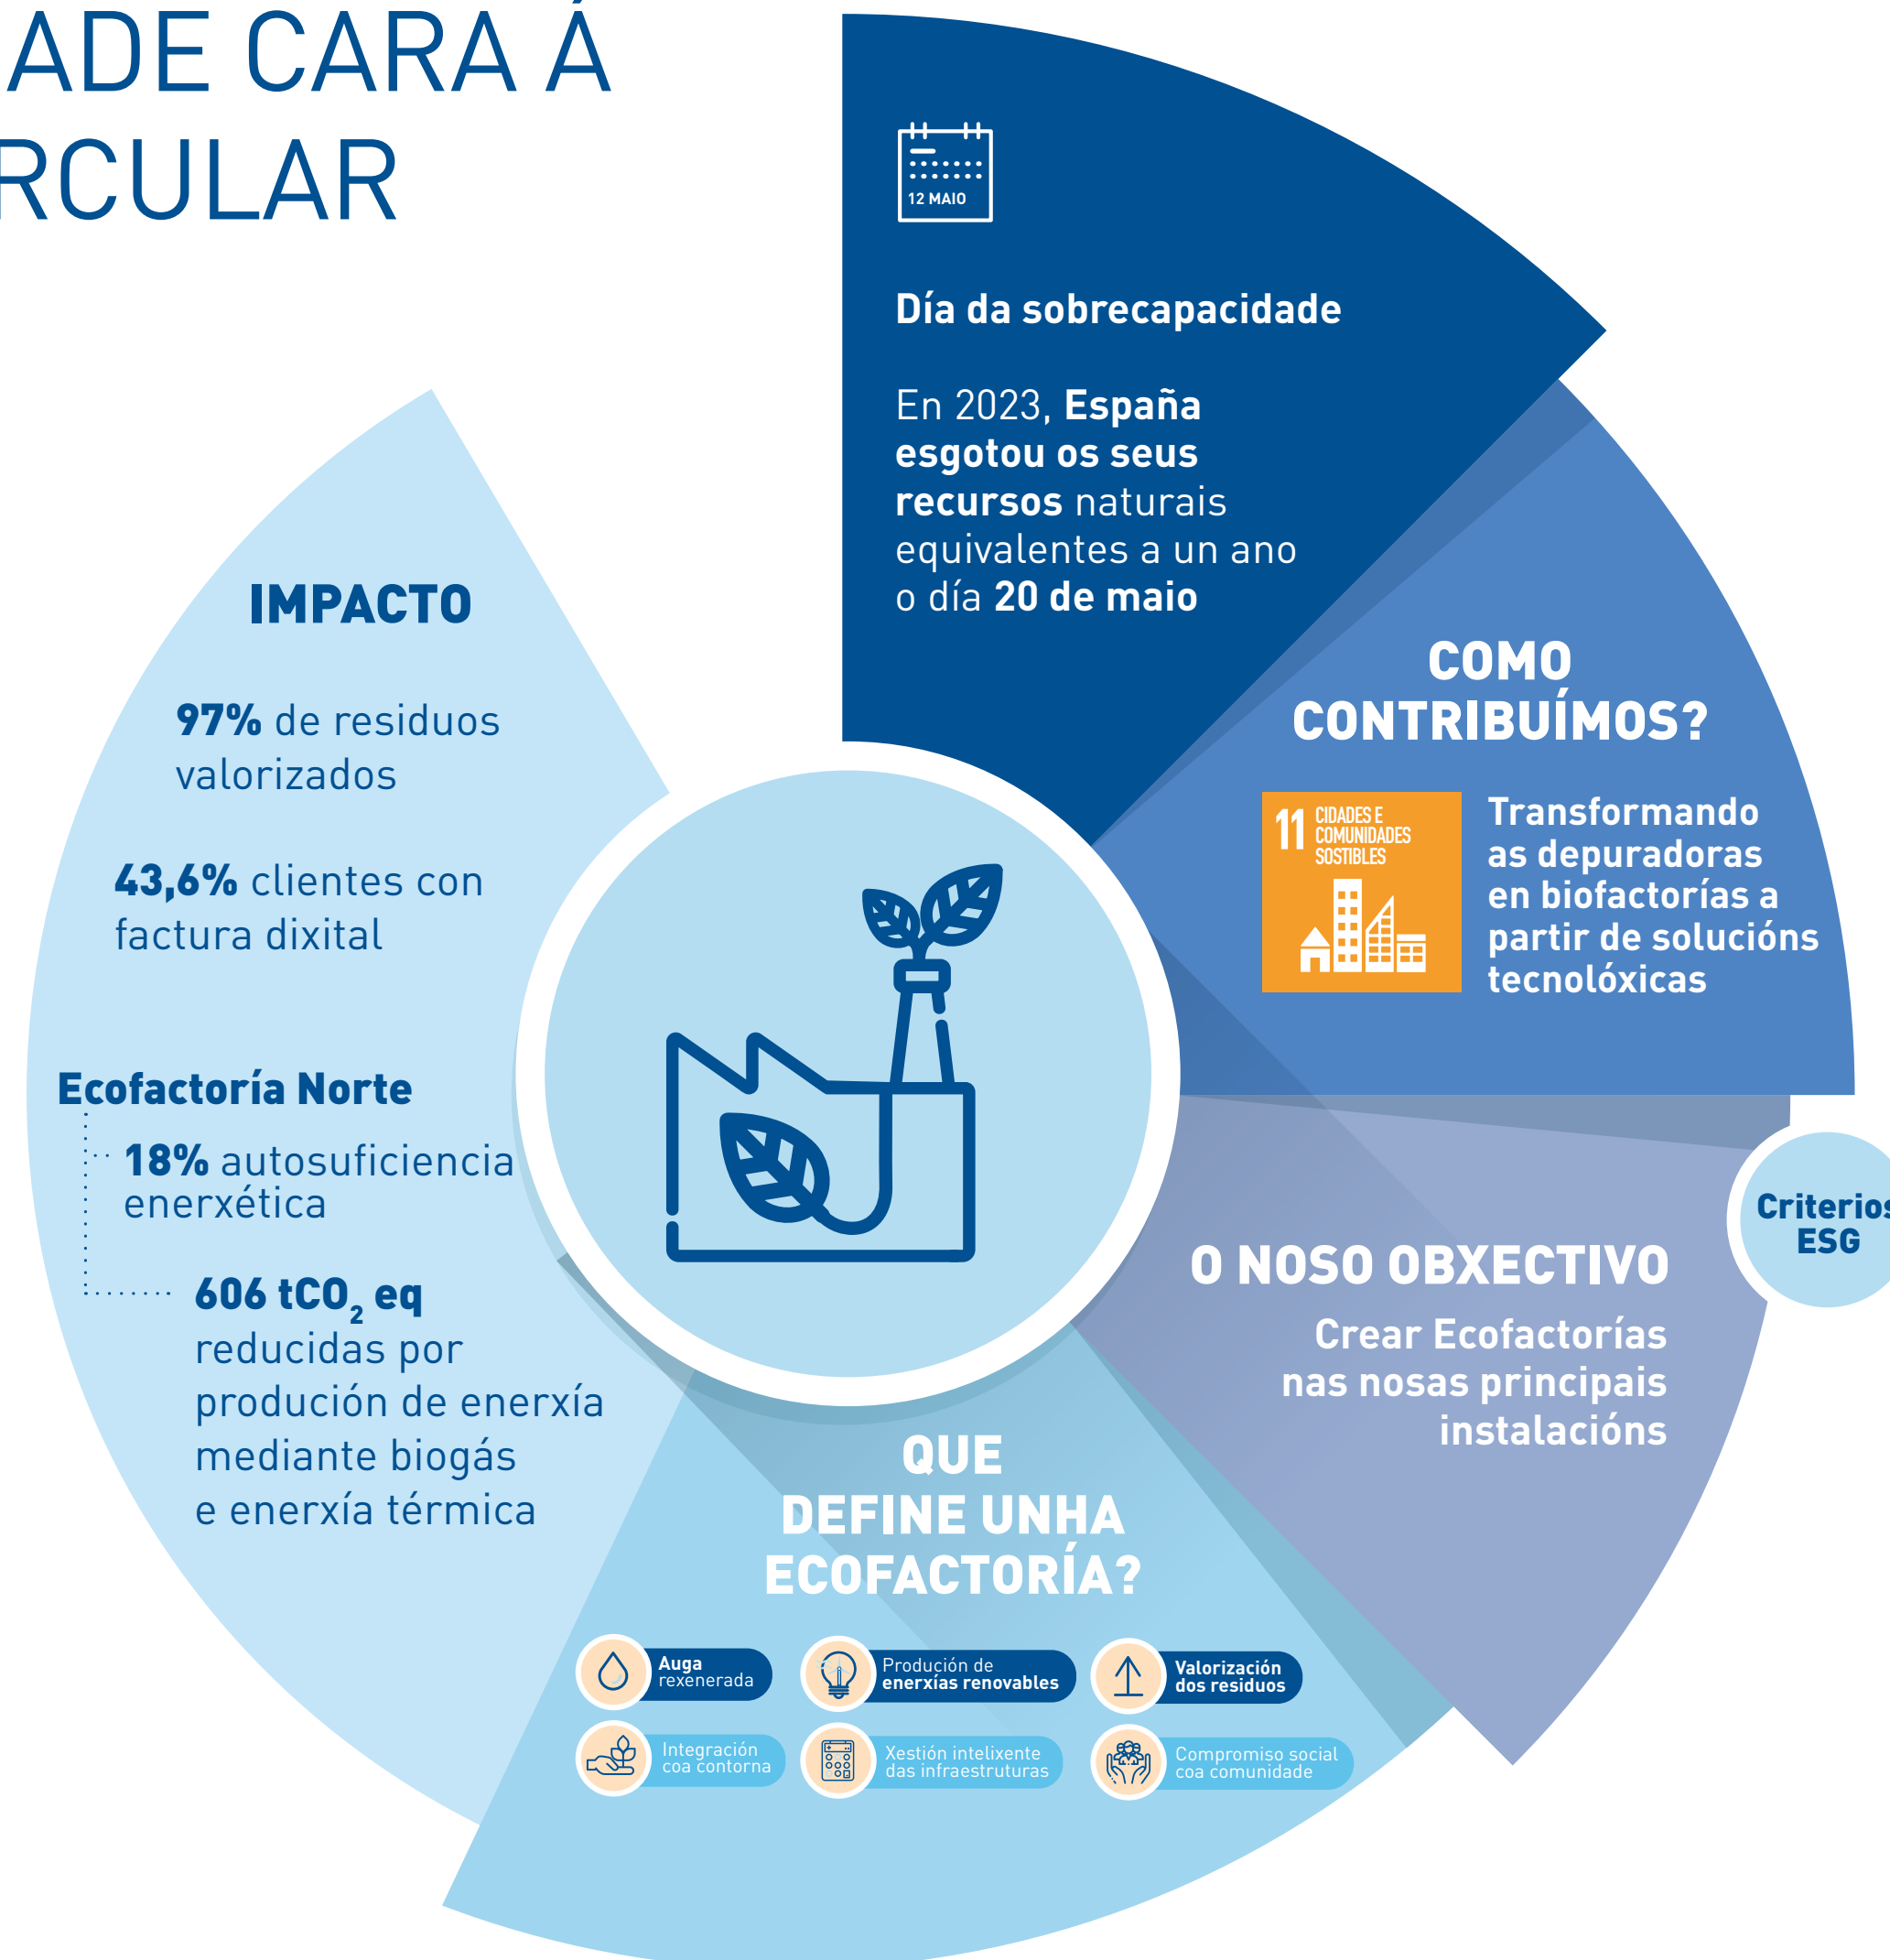 ADE CARA Á
RCULAR
12 MAIO
Día da sobrecapacidade
En 2023, España
esgotou os seus
recursos naturais
equivalentes a un ano
o día 20 de maio
COMO
CONTRIBUÍMOS?
11 CIDADES E
COMUNIDADES
SOSTIBLES
Transformando
as depuradoras
en biofactorías a
partir de solucións
tecnolóxicas
Criterios
ESG
O NOSO OBXECTIVO
Crear Ecofactorías
nas nosas principais
instalacións
QUE
DEFINE UNHA
ECOFACTORÍA?
Auga
rexenerada
Produción de
enerxías renovables
Valorización
dos residuos
Integración
coa contorna
Xestión intelixente
das infraestruturas
Compromiso social
coa comunidade
IMPACTO
97% de residuos
valorizados
43,6% clientes con
factura dixital
Ecofactoría Norte
18% autosuficiencia
enerxética
606 tCO₂ eq
reducidas por
produción de enerxía
mediante biogás
e enerxía térmica